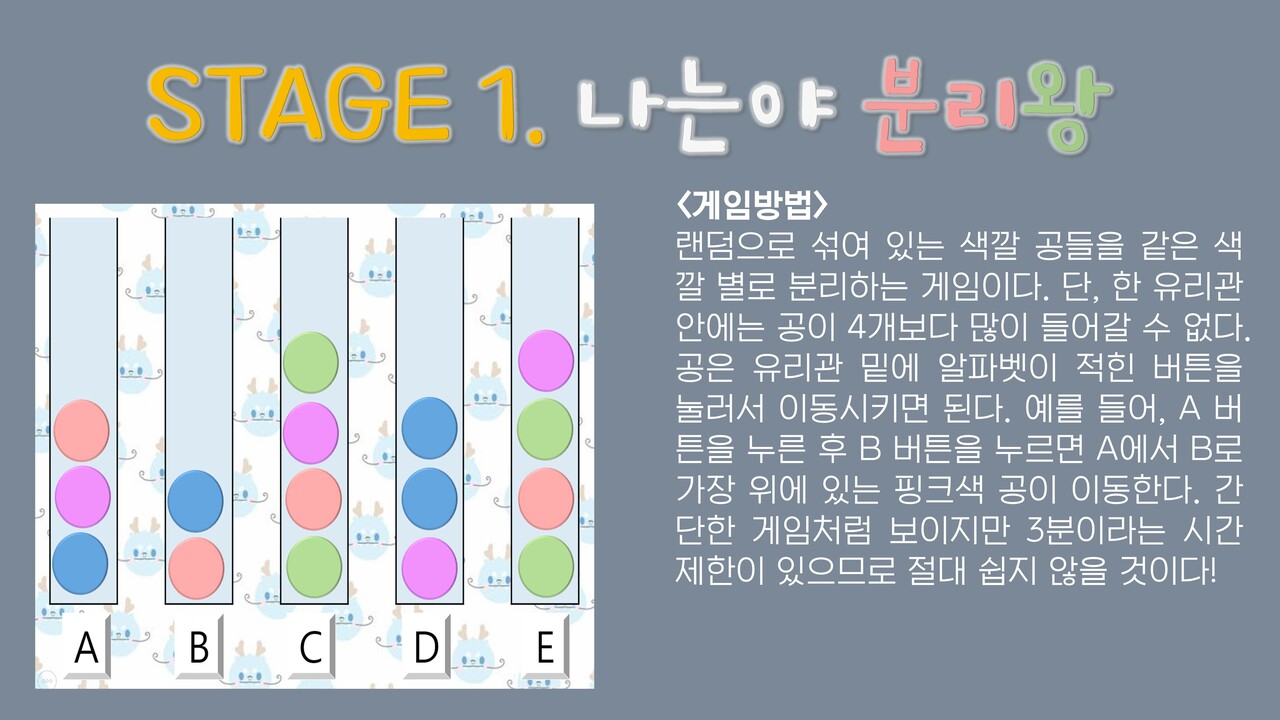 STAGE 1. 나는야 분리왕
<게임방법>
랜덤으로 섞여 있는 색깔 공들을 같은 색
깔 별로 분리하는 게임이다. 단, 한 유리관
안에는 공이 4개보다 많이 들어갈 수 없다.
공은 유리관 밑에 알파벳이 적힌 버튼을
눌러서 이동시키면 된다. 예를 들어, A 버
튼을 누른 후 B 버튼을 누르면 A에서 B로
가장 위에 있는 핑크색 공이 이동한다. 간
단한 게임처럼 보이지만 3분이라는 시간
제한이 있으므로 절대 쉽지 않을 것이다!
A B C D E